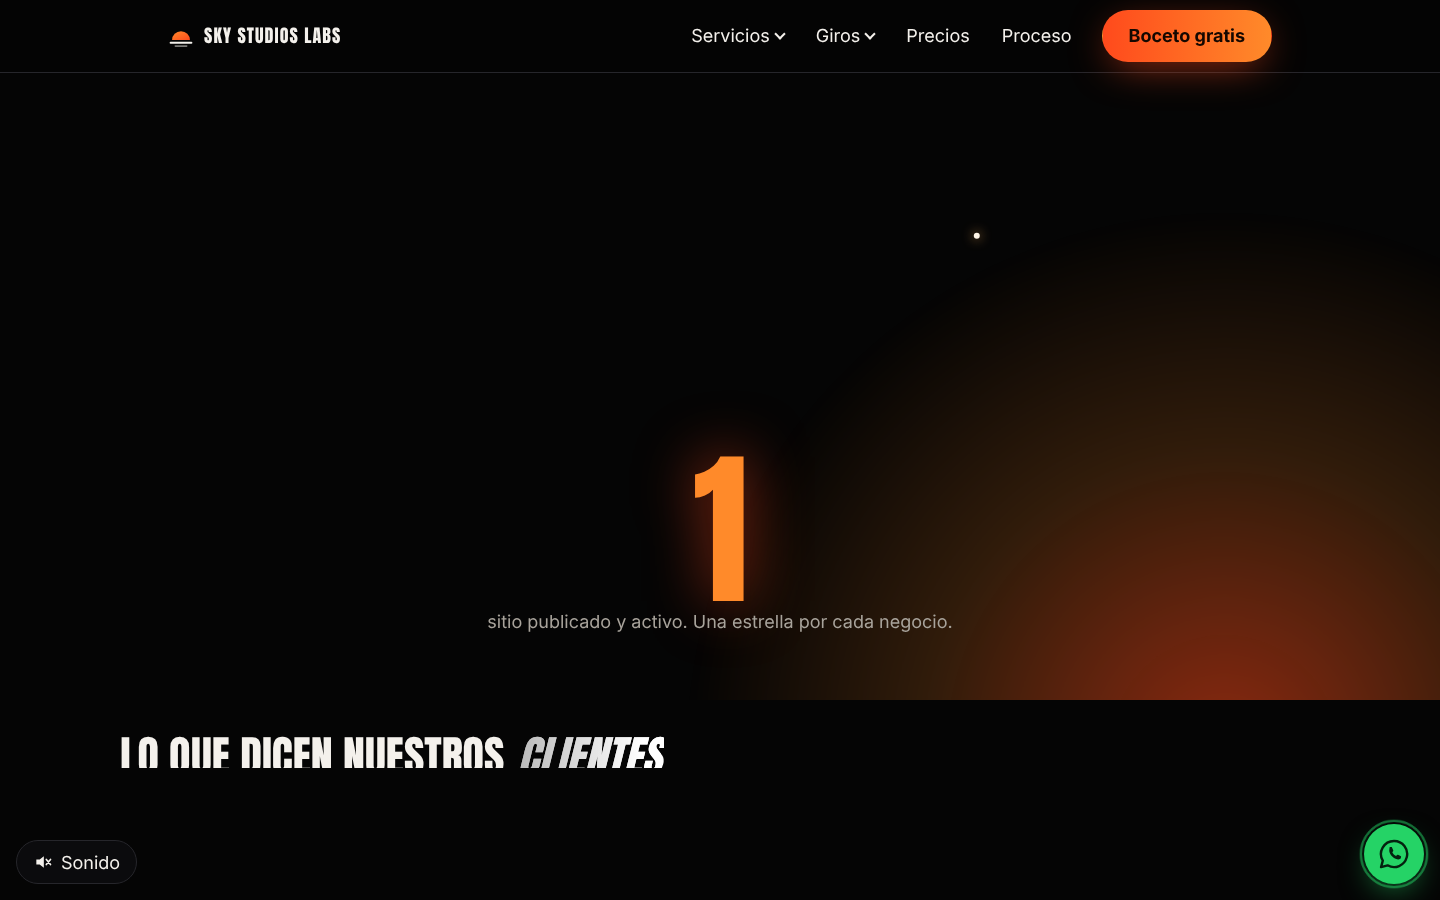 SKY STUDIOS LABS
Servicios
Giros
Precios
Proceso
Boceto gratis
1
sitio publicado y activo. Una estrella por cada negocio.
LO QUE DICEN NUESTROS CLIENTES
Sonido